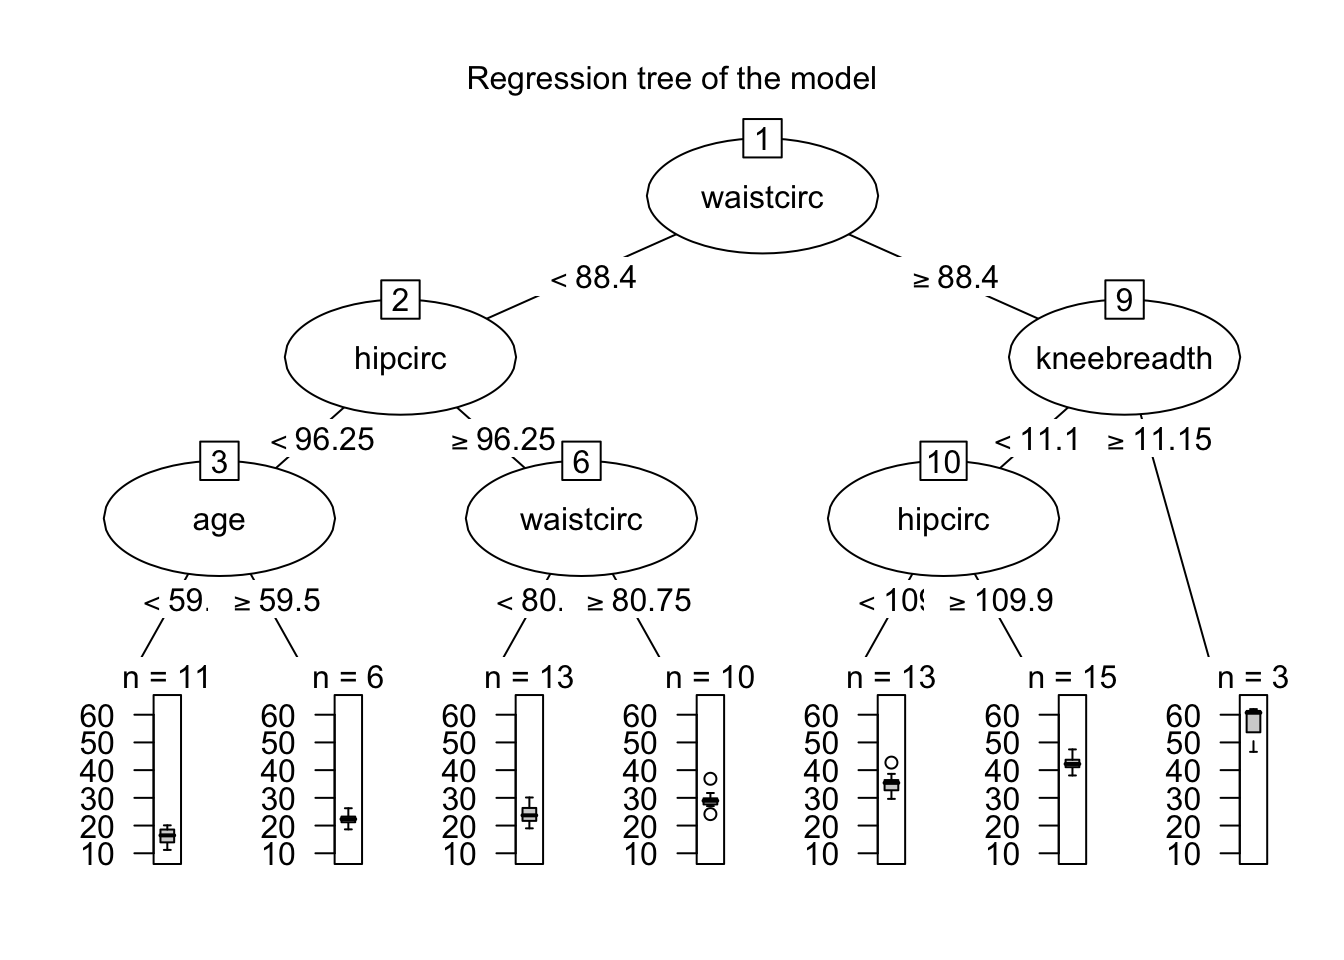 Regression tree of the model
1
waistcirc
< 88.4 ≥ 88.4
2 9
hipcirc kneebreadth
< 96.25 ≥ 96.25 < 11.1 ≥ 11.15
3 6 10
age waistcirc hipcirc
< 59. ≥ 59.5 < 80. ≥ 80.75 < 10 ≥ 109.9
n = 11 n = 6 n = 13 n = 10 n = 13 n = 15 n = 3
60 60 60 60 60 60 60
50 50 50 50 50 50 50
40 40 40 40 40 40 40
30 30 30 30 30 30 30
20 20 20 20 20 20 20
10 10 10 10 10 10 10